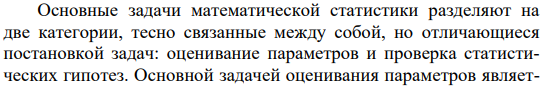 Основные задачи математической статистики разделяют на
две категории, тесно связанные между собой, но отличающиеся
постановкой задач: оценивание параметров и проверка статисти-
ческих гипотез. Основной задачей оценивания параметров являет-